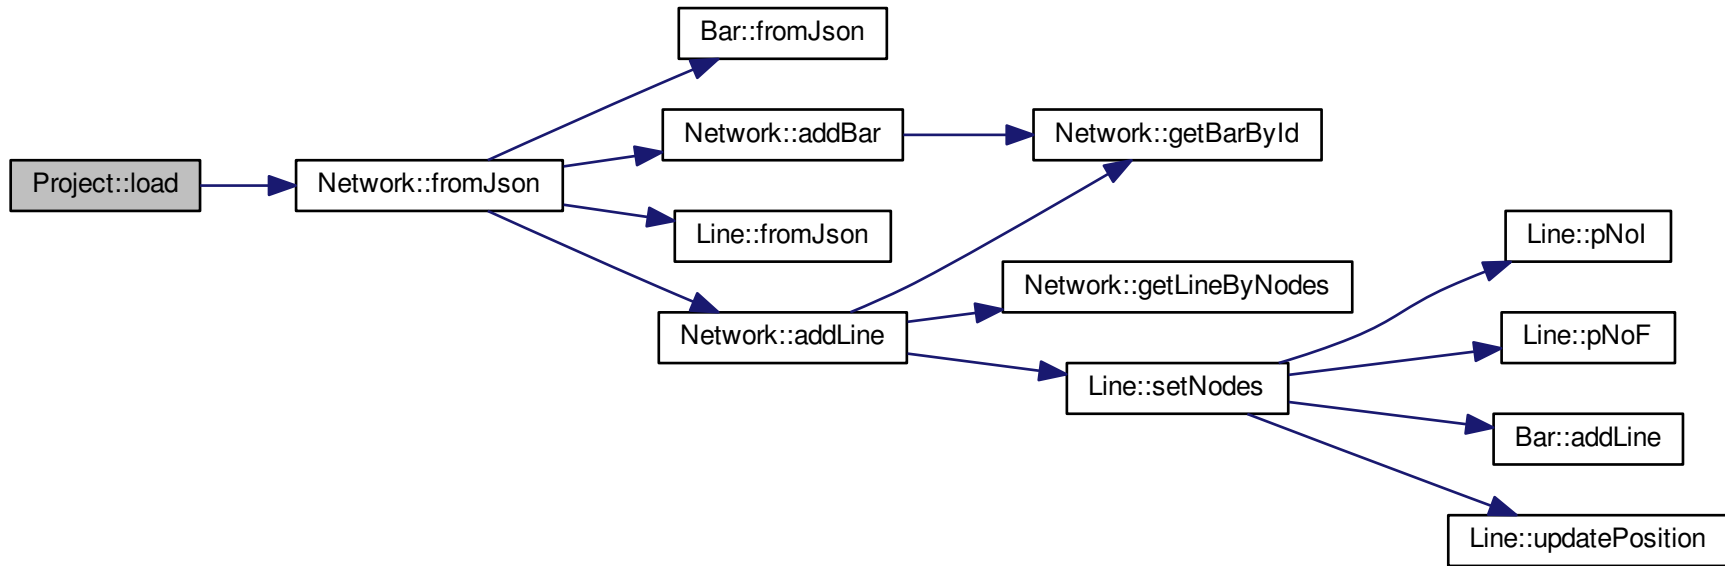 Bar::fromJson
Network::addBar
Network::getBarById
Project::load
Network::fromJson
Line::fromJson
Line::pNoI
Network::getLineByNodes
Network::addLine
Line::pNoF
Line::setNodes
Bar::addLine
Line::updatePosition